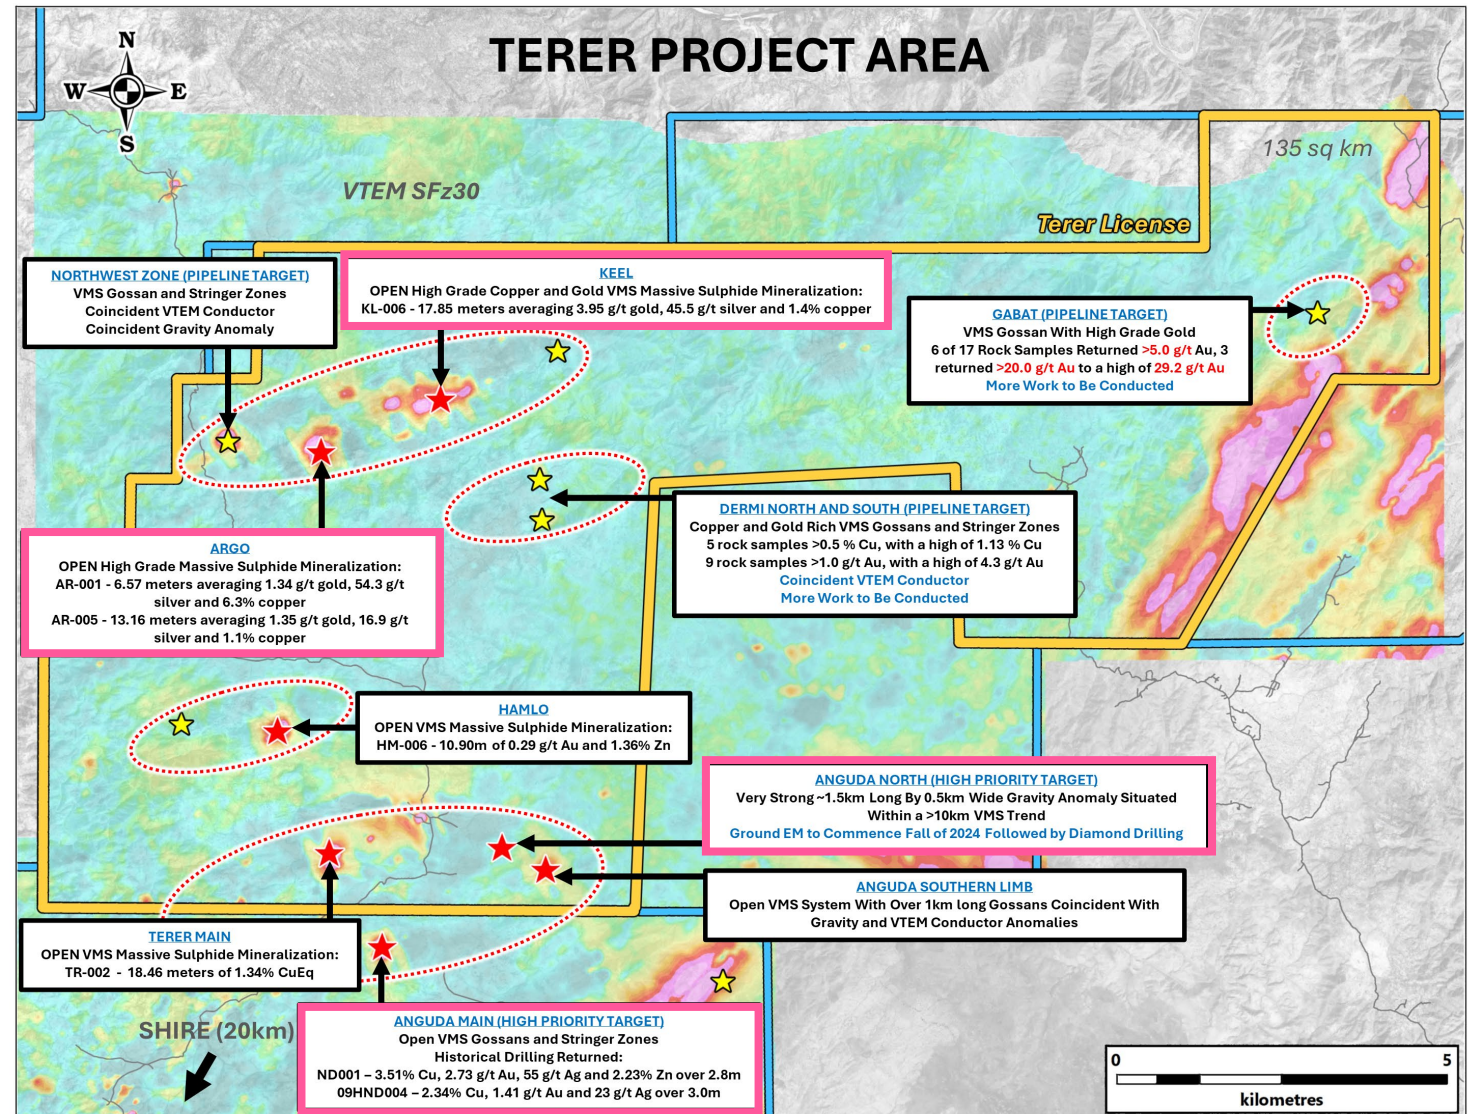 TERER PROJECT AREA
N
W E
S
135 sq km
VTEM SFz30
Terer License
NORTHWEST ZONE (PIPELINE TARGET)
VMS Gossan and Stringer Zones
Coincident VTEM Conductor
Coincident Gravity Anomaly
KEEL
OPEN High Grade Copper and Gold VMS Massive Sulphide Mineralization:
KL-006 - 17.85 meters averaging 3.95 g/t gold, 45.5 g/t silver and 1.4% copper
GABAT (PIPELINE TARGET)
VMS Gossan With High Grade Gold
6 of 17 Rock Samples Returned >5.0 g/t Au, 3
returned >20.0 g/t Au to a high of 29.2 g/t Au
More Work to Be Conducted
DERMI NORTH AND SOUTH (PIPELINE TARGET)
Copper and Gold Rich VMS Gossans and Stringer Zones
5 rock samples >0.5 % Cu, with a high of 1.13 % Cu
9 rock samples >1.0 g/t Au, with a high of 4.3 g/t Au
Coincident VTEM Conductor
More Work to Be Conducted
ARGO
OPEN High Grade Massive Sulphide Mineralization:
AR-001 - 6.57 meters averaging 1.34 g/t gold, 54.3 g/t
silver and 6.3% copper
AR-005 - 13.16 meters averaging 1.35 g/t gold, 16.9 g/t
silver and 1.1% copper
HAMLO
OPEN VMS Massive Sulphide Mineralization:
HM-006 - 10.90m of 0.29 g/t Au and 1.36% Zn
ANGUDA NORTH (HIGH PRIORITY TARGET)
Very Strong ~1.5km Long By 0.5km Wide Gravity Anomaly Situated
Within a >10km VMS Trend
Ground EM to Commence Fall of 2024 Followed by Diamond Drilling
ANGUDA SOUTHERN LIMB
Open VMS System With Over 1km long Gossans Coincident With
Gravity and VTEM Conductor Anomalies
TERER MAIN
OPEN VMS Massive Sulphide Mineralization:
TR-002 - 18.46 meters of 1.34% CuEq
SHIRE (20km)
ANGUDA MAIN (HIGH PRIORITY TARGET)
Open VMS Gossans and Stringer Zones
Historical Drilling Returned:
ND001 – 3.51% Cu, 2.73 g/t Au, 55 g/t Ag and 2.23% Zn over 2.8m
09HND004 – 2.34% Cu, 1.41 g/t Au and 23 g/t Ag over 3.0m
0 5
kilometres